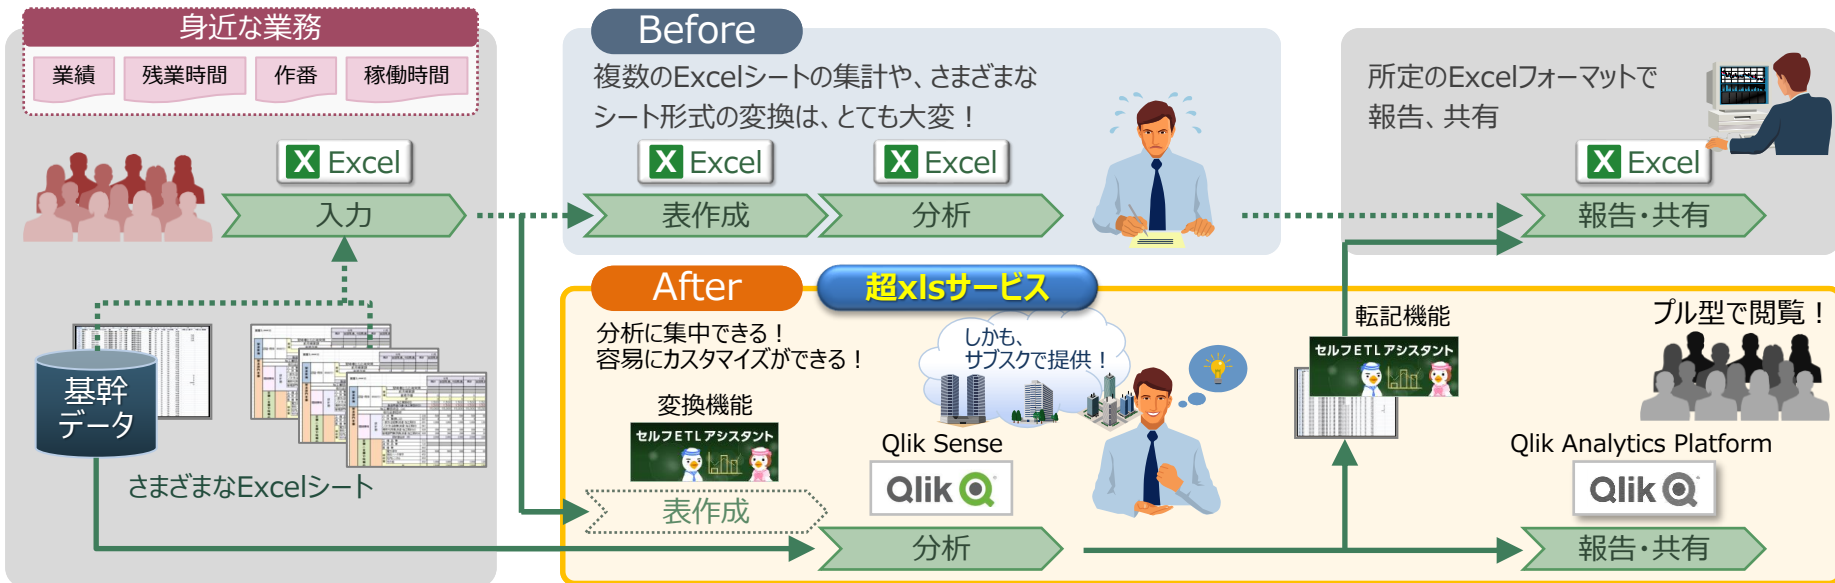 身近な業務
業績
残業時間
作番
稼働時間
X Excel
入力
基幹
データ
さまざまなExcelシート
Before
複数のExcelシートの集計や、さまざまな
シート形式の変換は、とても大変！
X Excel
X Excel
表作成
分析
所定のExcelフォーマットで
報告、共有
X Excel
報告・共有
After
超xlsサービス
分析に集中できる！
容易にカスタマイズができる！
しかも、
サブスクで提供！
変換機能
セルフETLアシスタント
表作成
Qlik Sense
Qlik
分析
転記機能
セルフETLアシスタント
プル型で閲覧！
Qlik Analytics Platform
Qlik
報告・共有